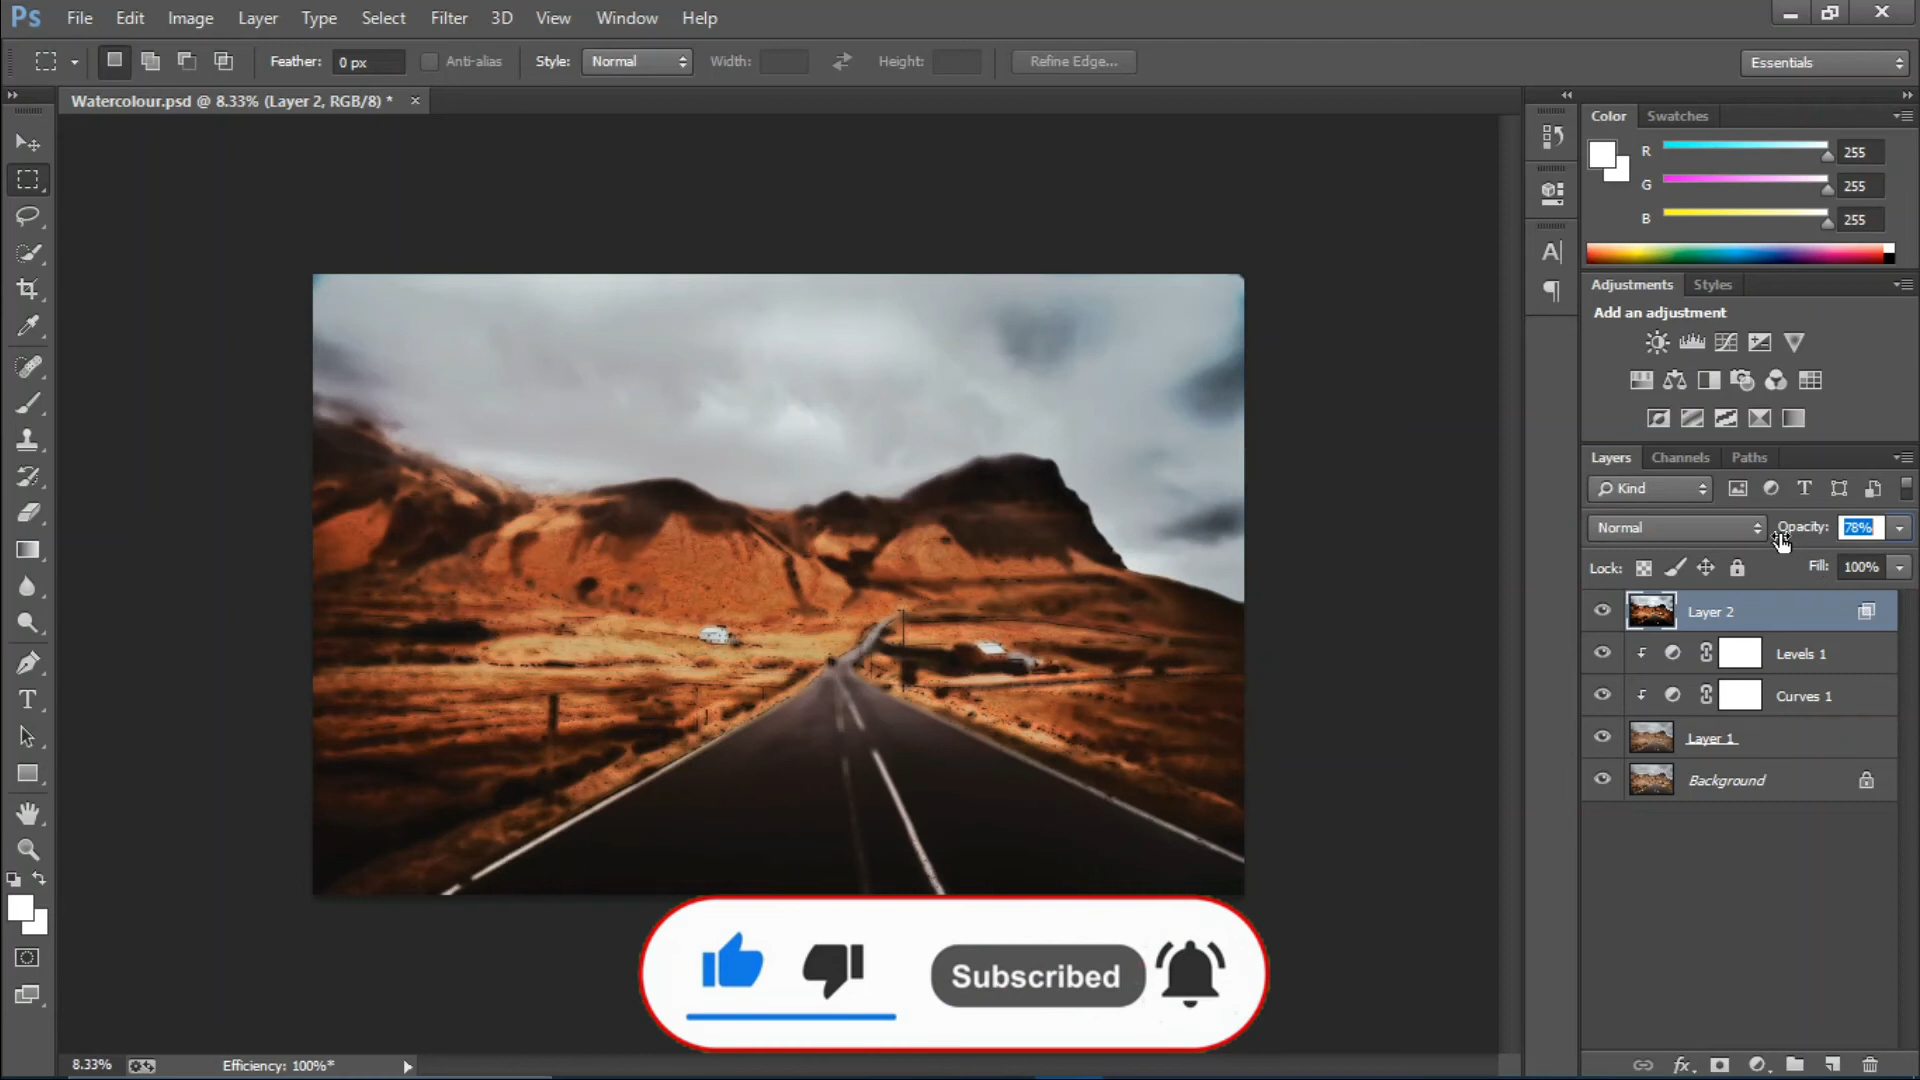 Ps File Edit Image Layer Type Select Filter 3D View Window Help
Feather: 0 px Anti-alias Style: Normal Width: Height: Refine Edge... Essentials
Watercolour.psd @ 8.33% (Layer 2, RGB/8) * ×
Color Swatches
R 255
G 255
B 255
Adjustments Styles
Add an adjustment
Layers Channels Paths
Kind T
Normal Opacity: 78%
Lock: Fill: 100%
Layer 2
Levels 1
Curves 1
Layer 1
Background
Subscribed
8.33% Efficiency: 100%*
fx